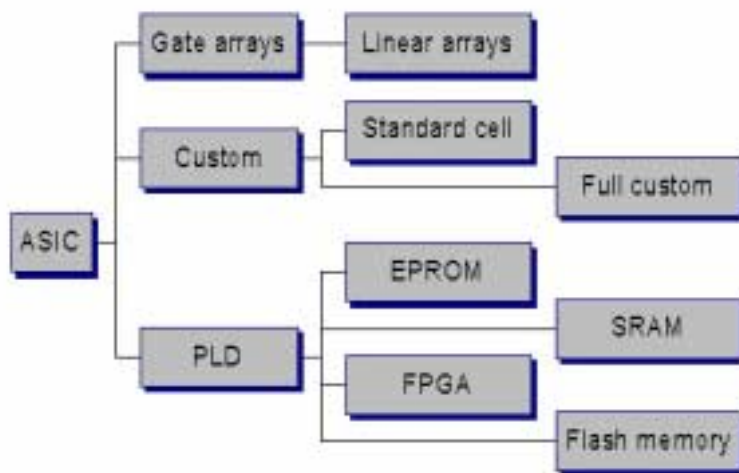 Gate arrays
Linear arrays
Standard cell
Custom
Full custom
ASIC
EPROM
SRAM
PLD
FPGA
Flash memory